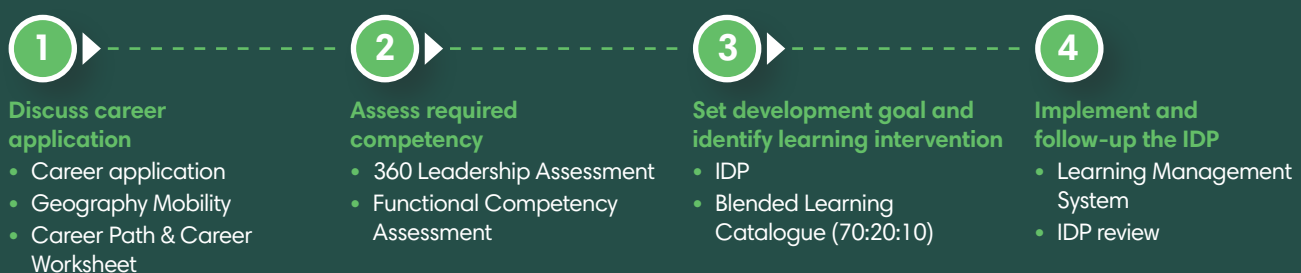 1
Discuss career
application
• Career application
• Geography Mobility
• Career Path & Career
Worksheet
2
Assess required
competency
• 360 Leadership Assessment
• Functional Competency
Assessment
3
Set development goal and
identify learning intervention
• IDP
• Blended Learning
Catalogue (70:20:10)
4
Implement and
follow-up the IDP
• Learning Management
System
• IDP review